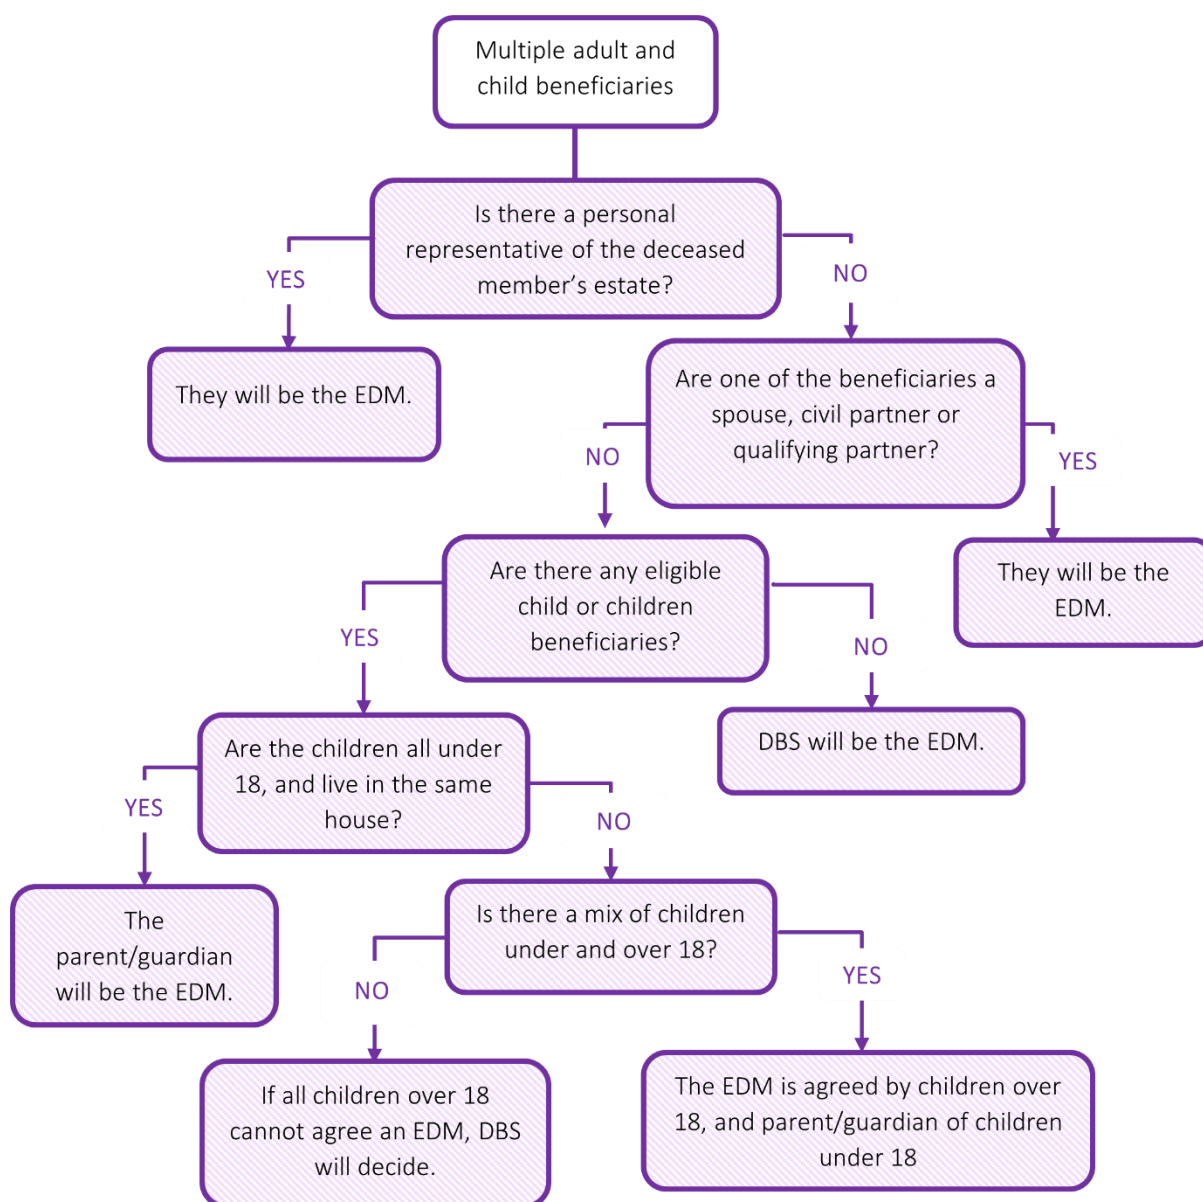 Multiple adult and
child beneficiaries
Is there a personal
representative of the deceased
member’s estate?
YES
NO
They will be the EDM.
Are one of the beneficiaries a
spouse, civil partner or
qualifying partner?
NO
YES
Are there any eligible
child or children
beneficiaries?
They will be the
EDM.
YES
NO
Are the children all under
18, and live in the same
house?
DBS will be the EDM.
YES
NO
The
parent/guardian
will be the EDM.
Is there a mix of children
under and over 18?
NO
YES
If all children over 18
cannot agree an EDM, DBS
will decide.
The EDM is agreed by children over
18, and parent/guardian of children
under 18